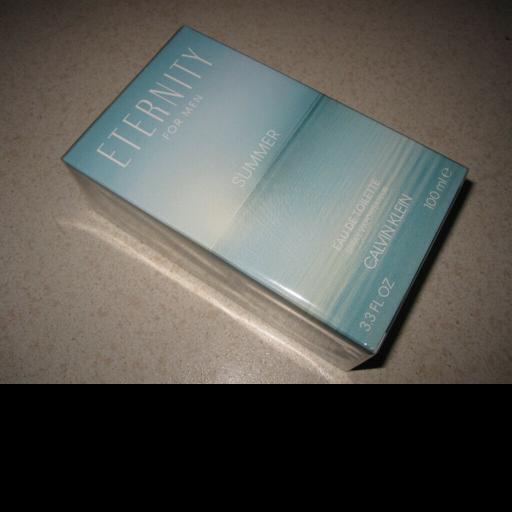 ETERNITY
FOR MEN
SUMMER
EAU DE TOILETTE
CALVIN KLEIN
3.3 FL OZ
100 ml e